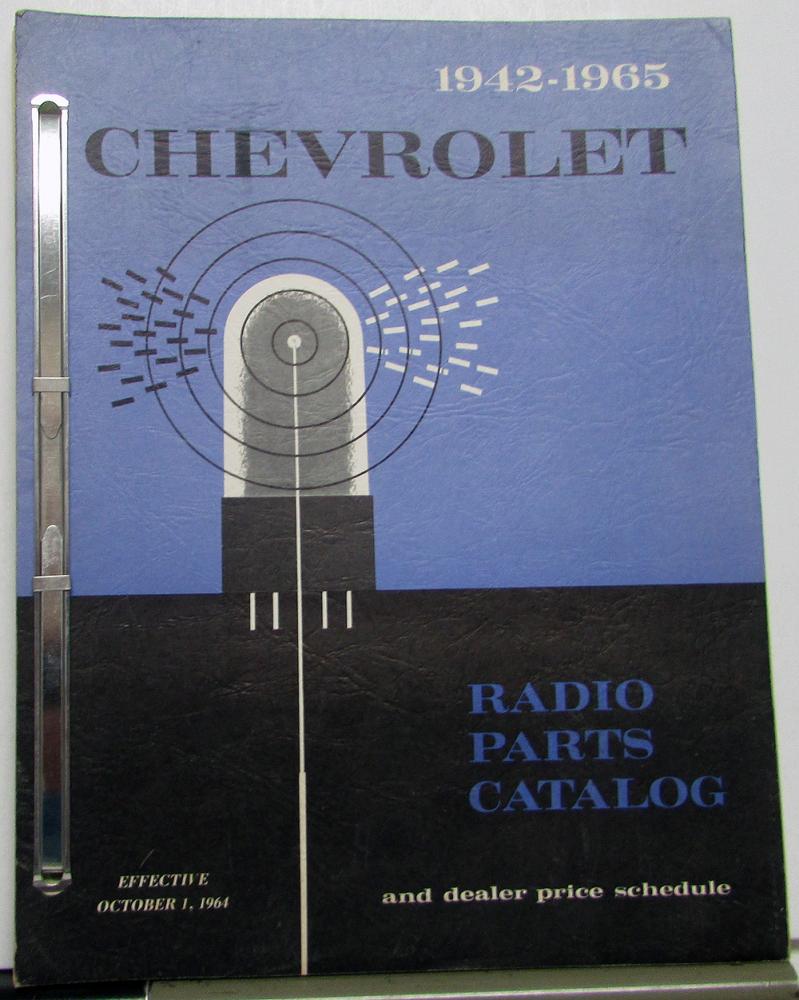 1942-1965
CHEVROLET
RADIO
PARTS
CATALOG
EFFECTIVE
OCTOBER 1, 1964
and dealer price schedule